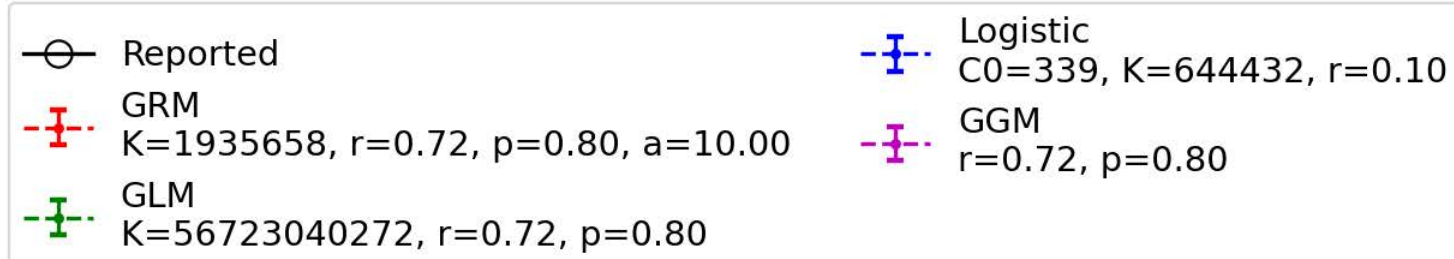 Reported
GRM
K=1935658, r=0.72, p=0.80, a=10.00
GLM
K=56723040272, r=0.72, p=0.80
Logistic
C0=339, K=644432, r=0.10
GGM
r=0.72, p=0.80